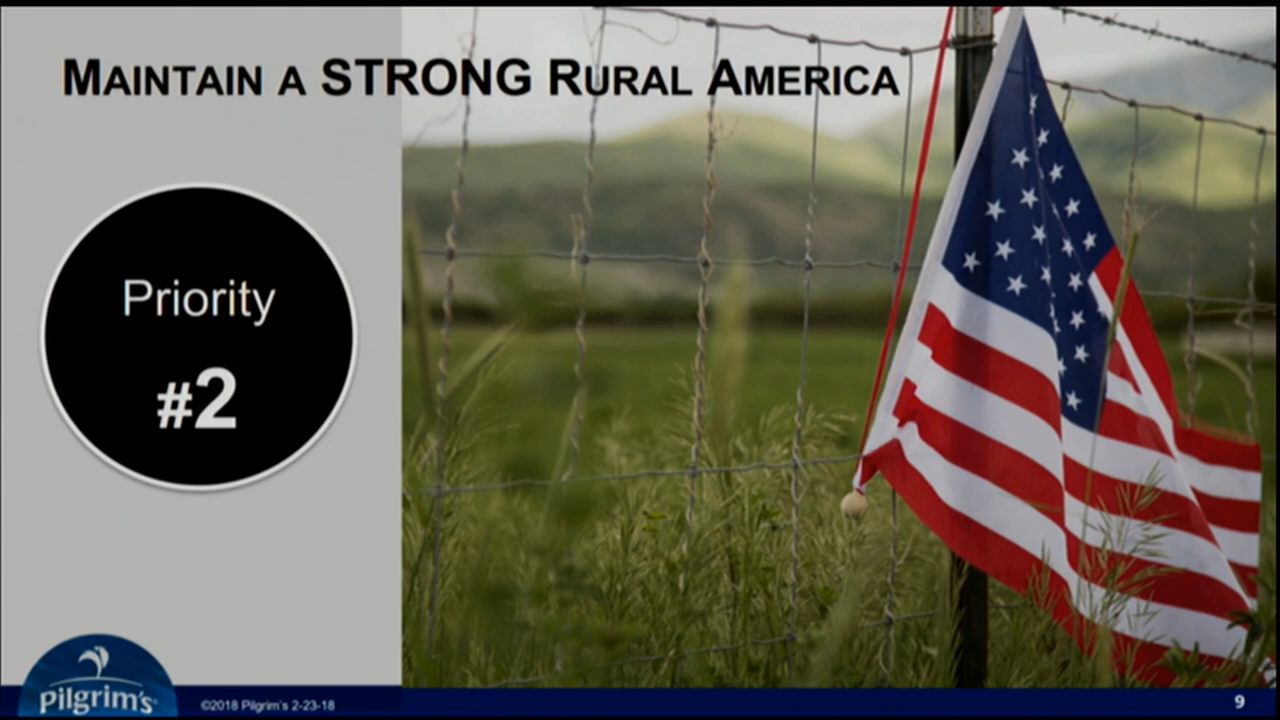 MAINTAIN A STRONG RURAL AMERICA
Priority
#2
Pilgrim's
©2018 Pilgrim's 2-23-18
9